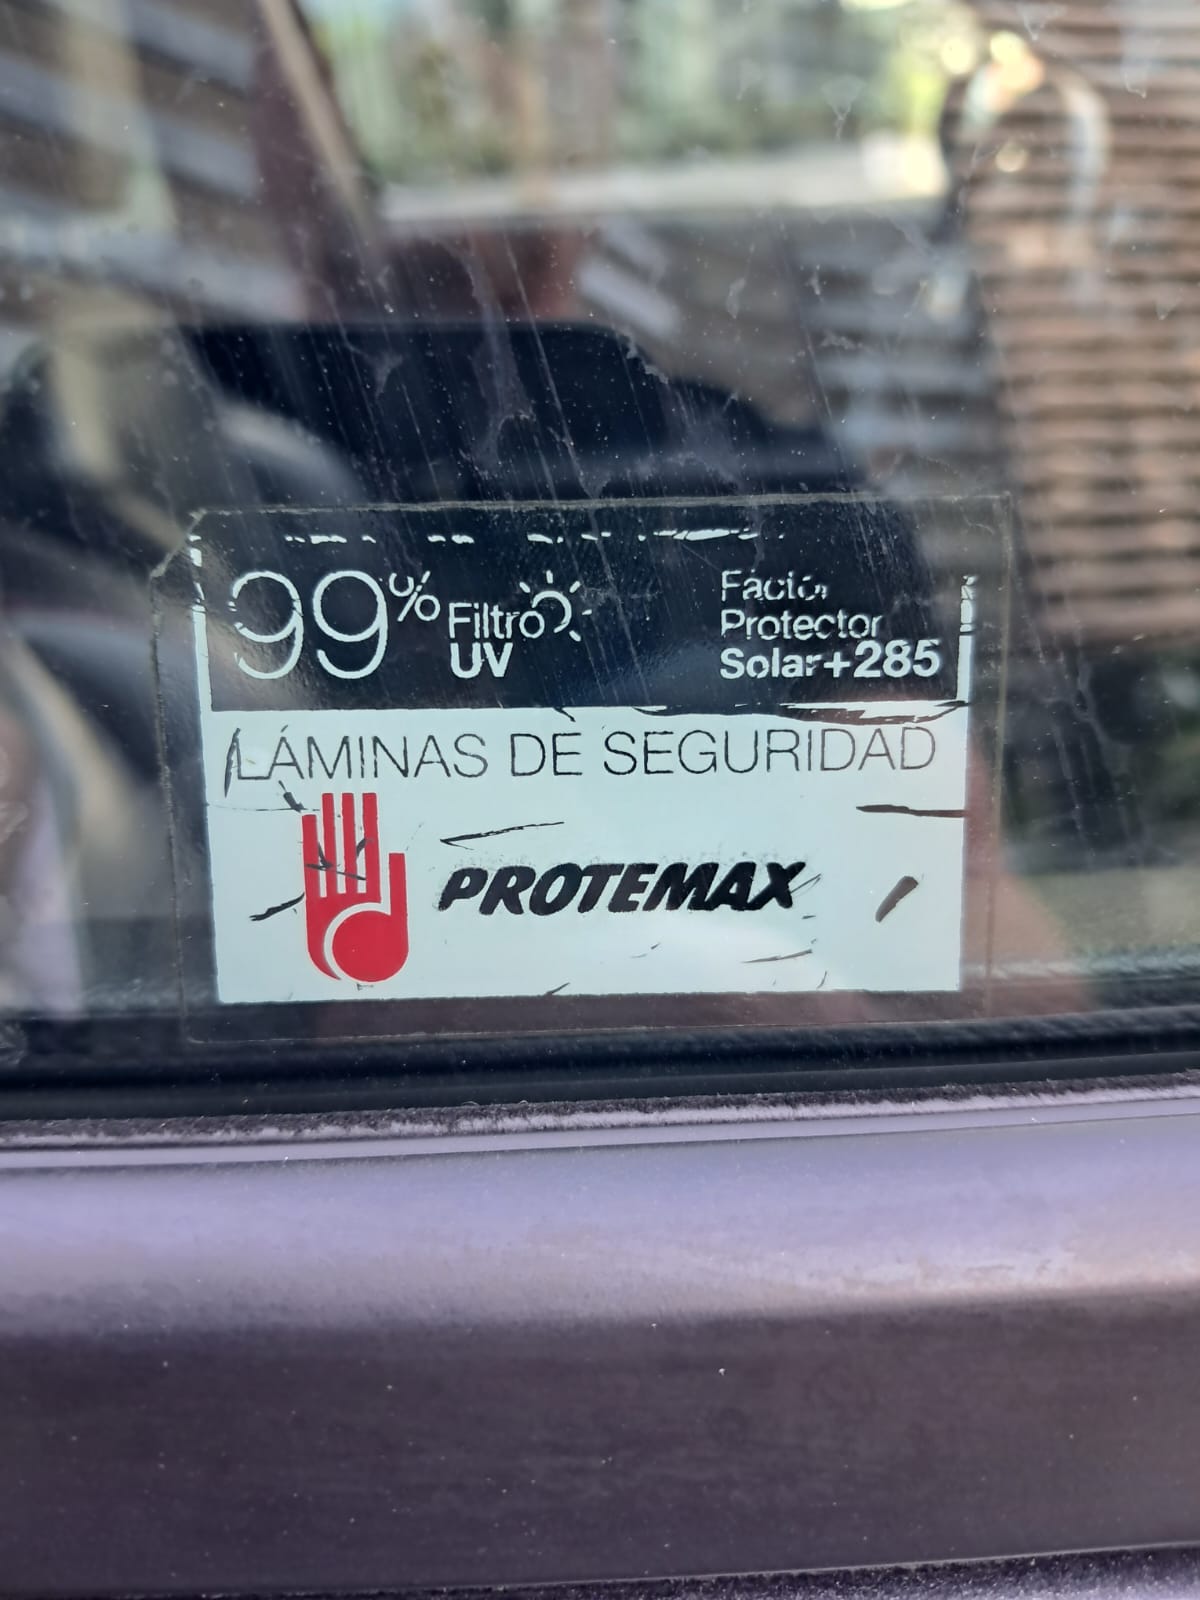 99% Filtro UV
Factor
Protector
Solar+285
LÁMINAS DE SEGURIDAD
PROTEMAX